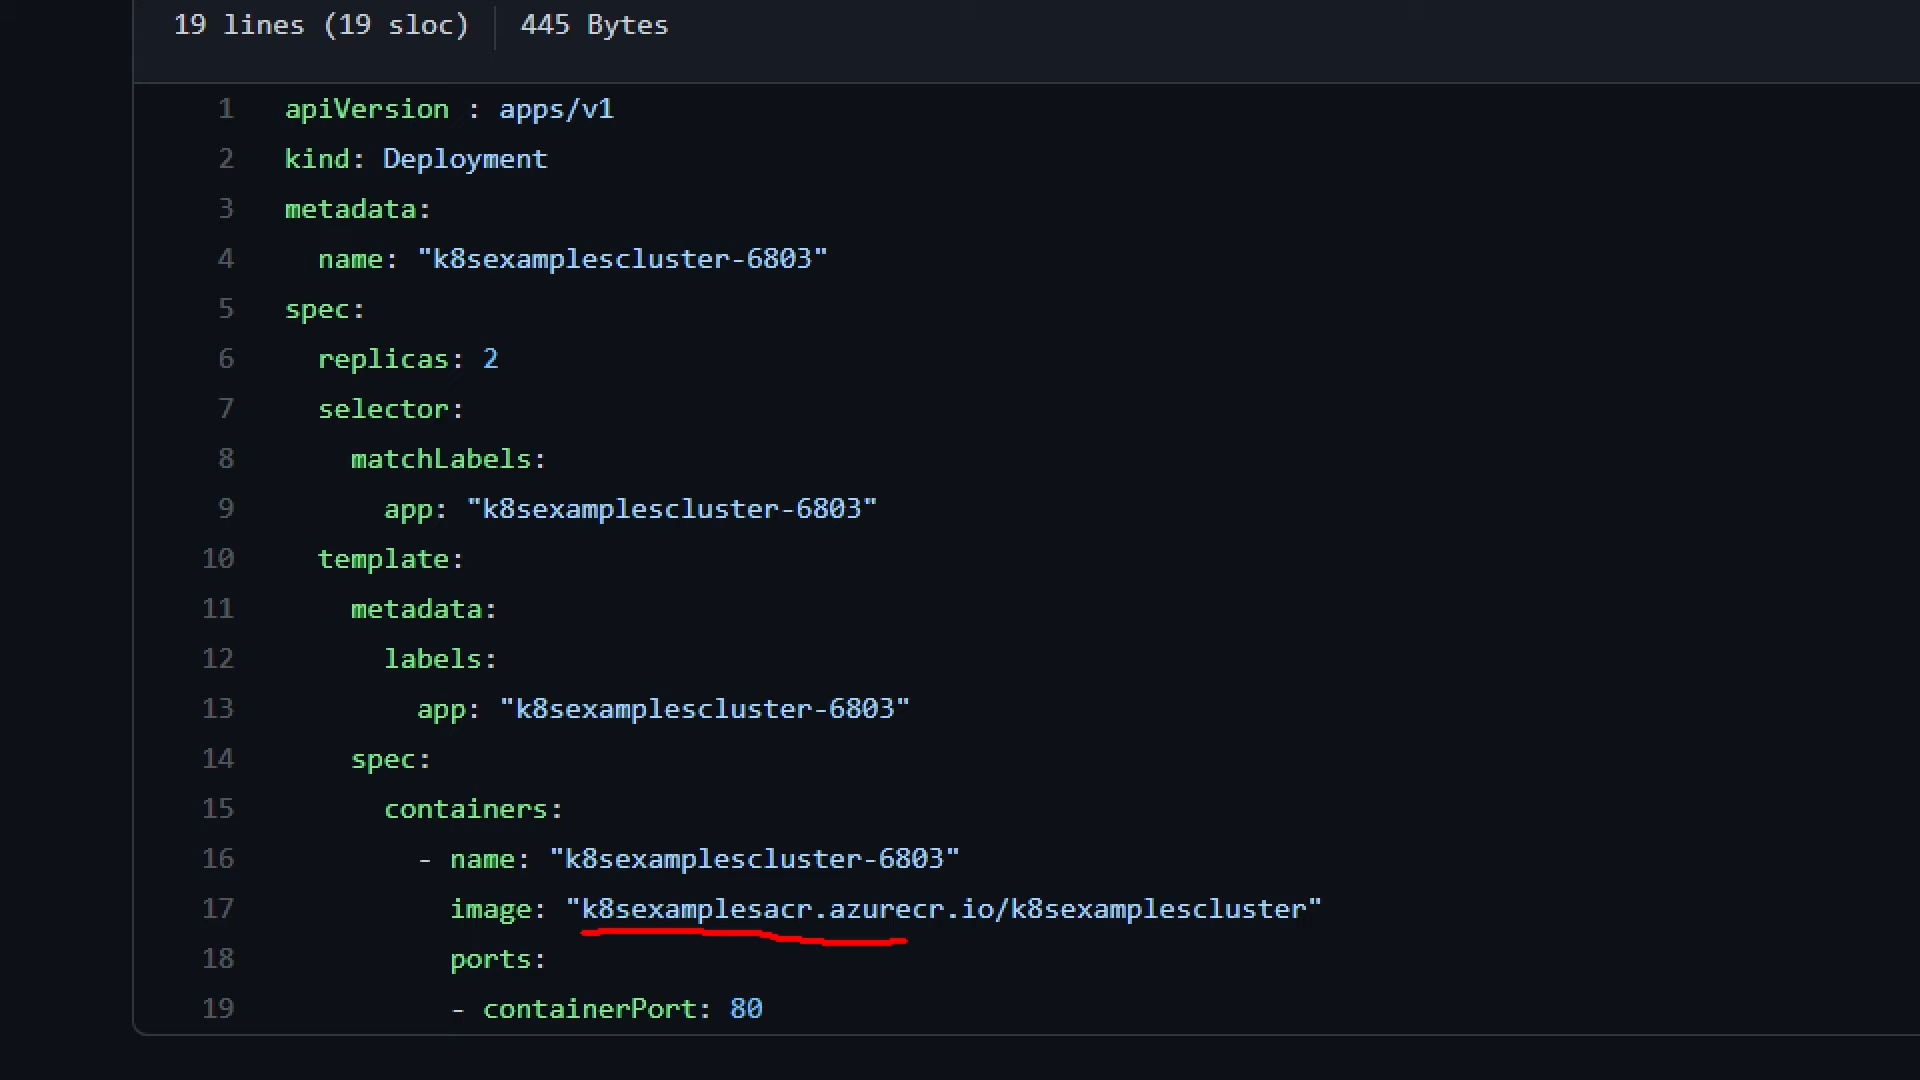 19 lines (19 sloc) 445 Bytes
1 apiVersion : apps/v1
2 kind: Deployment
3 metadata:
4 name: "k8sexamplescluster-6803"
5 spec:
6 replicas: 2
7 selector:
8 matchLabels:
9 app: "k8sexamplescluster-6803"
10 template:
11 metadata:
12 labels:
13 app: "k8sexamplescluster-6803"
14 spec:
15 containers:
16 - name: "k8sexamplescluster-6803"
17 image: "k8sexamplesacr.azurecr.io/k8sexamplescluster"
18 ports:
19 - containerPort: 80